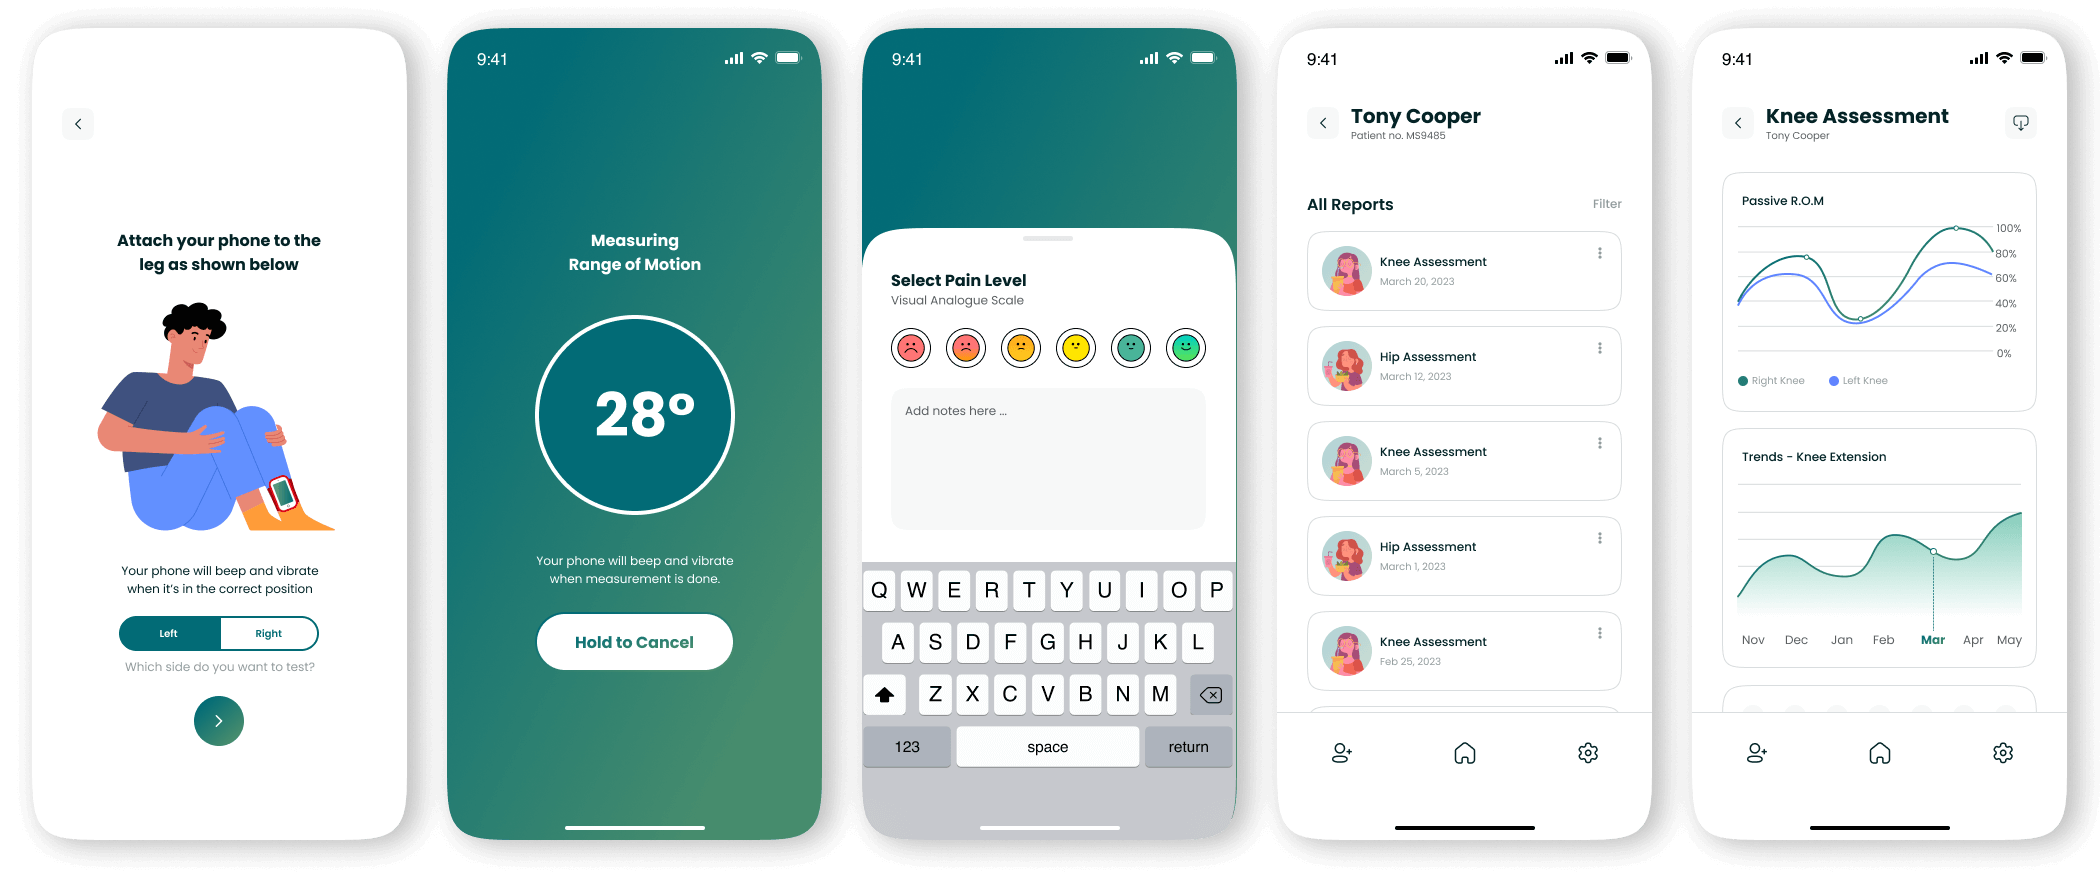 Attach your phone to the
leg as shown below
Your phone will beep and vibrate
when it's in the correct position
Left
Right
Which side do you want to test?
9:41
Measuring
Range of Motion
28°
Your phone will beep and vibrate
when measurement is done.
Hold to Cancel
9:41
Select Pain Level
Visual Analogue Scale
Add notes here ...
Q W E R T Y U I O P
A S D F G H J K L
Z X C V B N M
123
space
return
9:41
Tony Cooper
Patient no. MS9485
All Reports
Filter
Knee Assessment
March 20, 2023
Hip Assessment
March 12, 2023
Knee Assessment
March 5, 2023
Hip Assessment
March 1, 2023
Knee Assessment
Feb 25, 2023
9:41
Knee Assessment
Tony Cooper
Passive R.O.M
100%
80%
60%
40%
20%
0%
Right Knee
Left Knee
Trends - Knee Extension
Nov Dec Jan Feb Mar Apr May